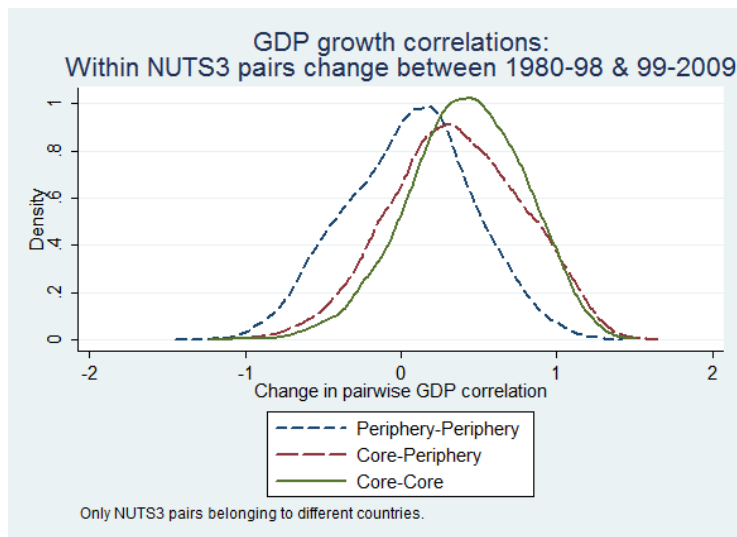 GDP growth correlations:
Within NUTS3 pairs change between 1980-98 & 99-2009
Density
1
.8
.6
.4
.2
0
-2
-1
0
1
2
Change in pairwise GDP correlation
Periphery-Periphery
Core-Periphery
Core-Core
Only NUTS3 pairs belonging to different countries.